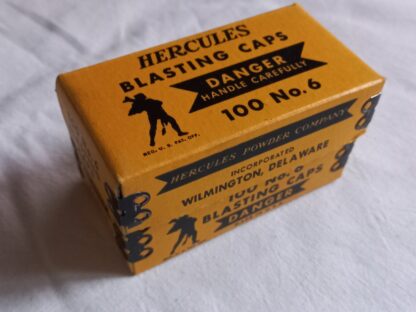 HERCULES
BLASTING CAPS
DANGER
HANDLE CAREFULLY
100 No. 6
REG. U. S. PAT. OFF.
HERCULES POWDER COMPANY
INCORPORATED
WILMINGTON, DELAWARE
100 No. 6
BLASTING CAPS
DANGER